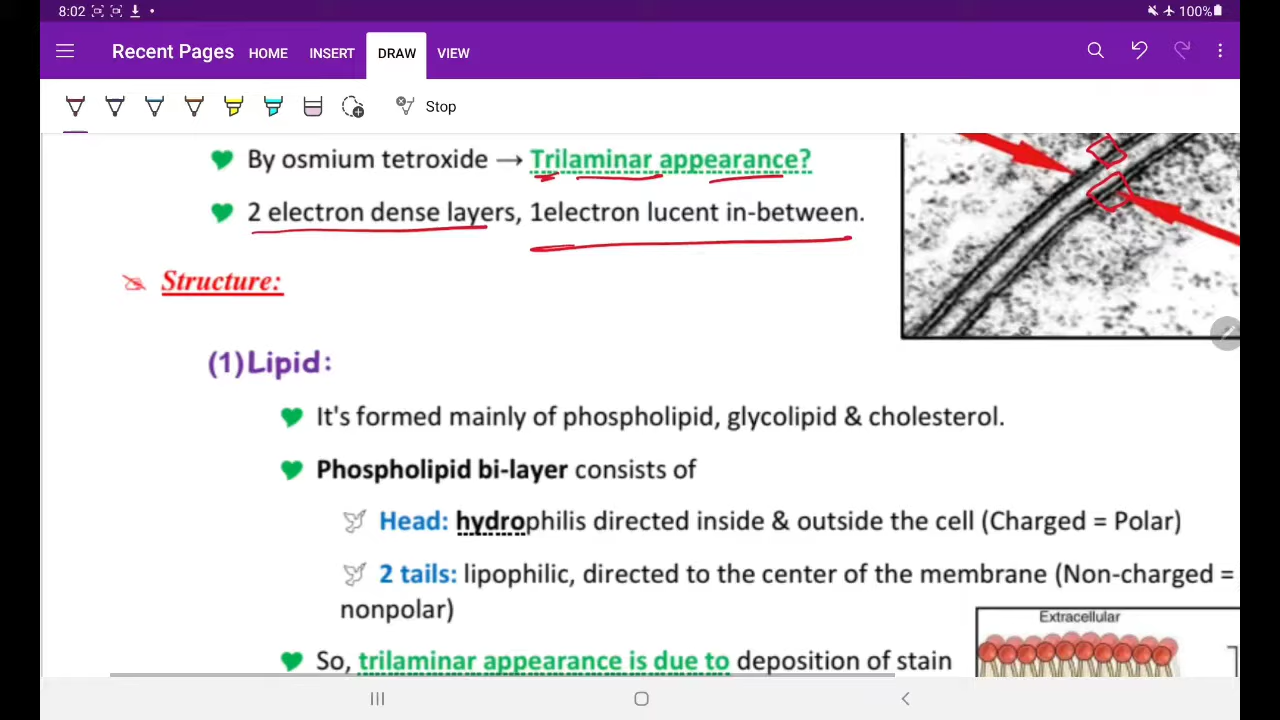 8:02
100%
Recent Pages HOME INSERT DRAW VIEW
Stop
By osmium tetroxide → Trilaminar appearance?
2 electron dense layers, 1electron lucent in-between.
Structure:
(1)Lipid:
It's formed mainly of phospholipid, glycolipid & cholesterol.
Phospholipid bi-layer consists of
Head: hydrophilis directed inside & outside the cell (Charged = Polar)
2 tails: lipophilic, directed to the center of the membrane (Non-charged =
nonpolar)
Extracellular
So, trilaminar appearance is due to deposition of stain